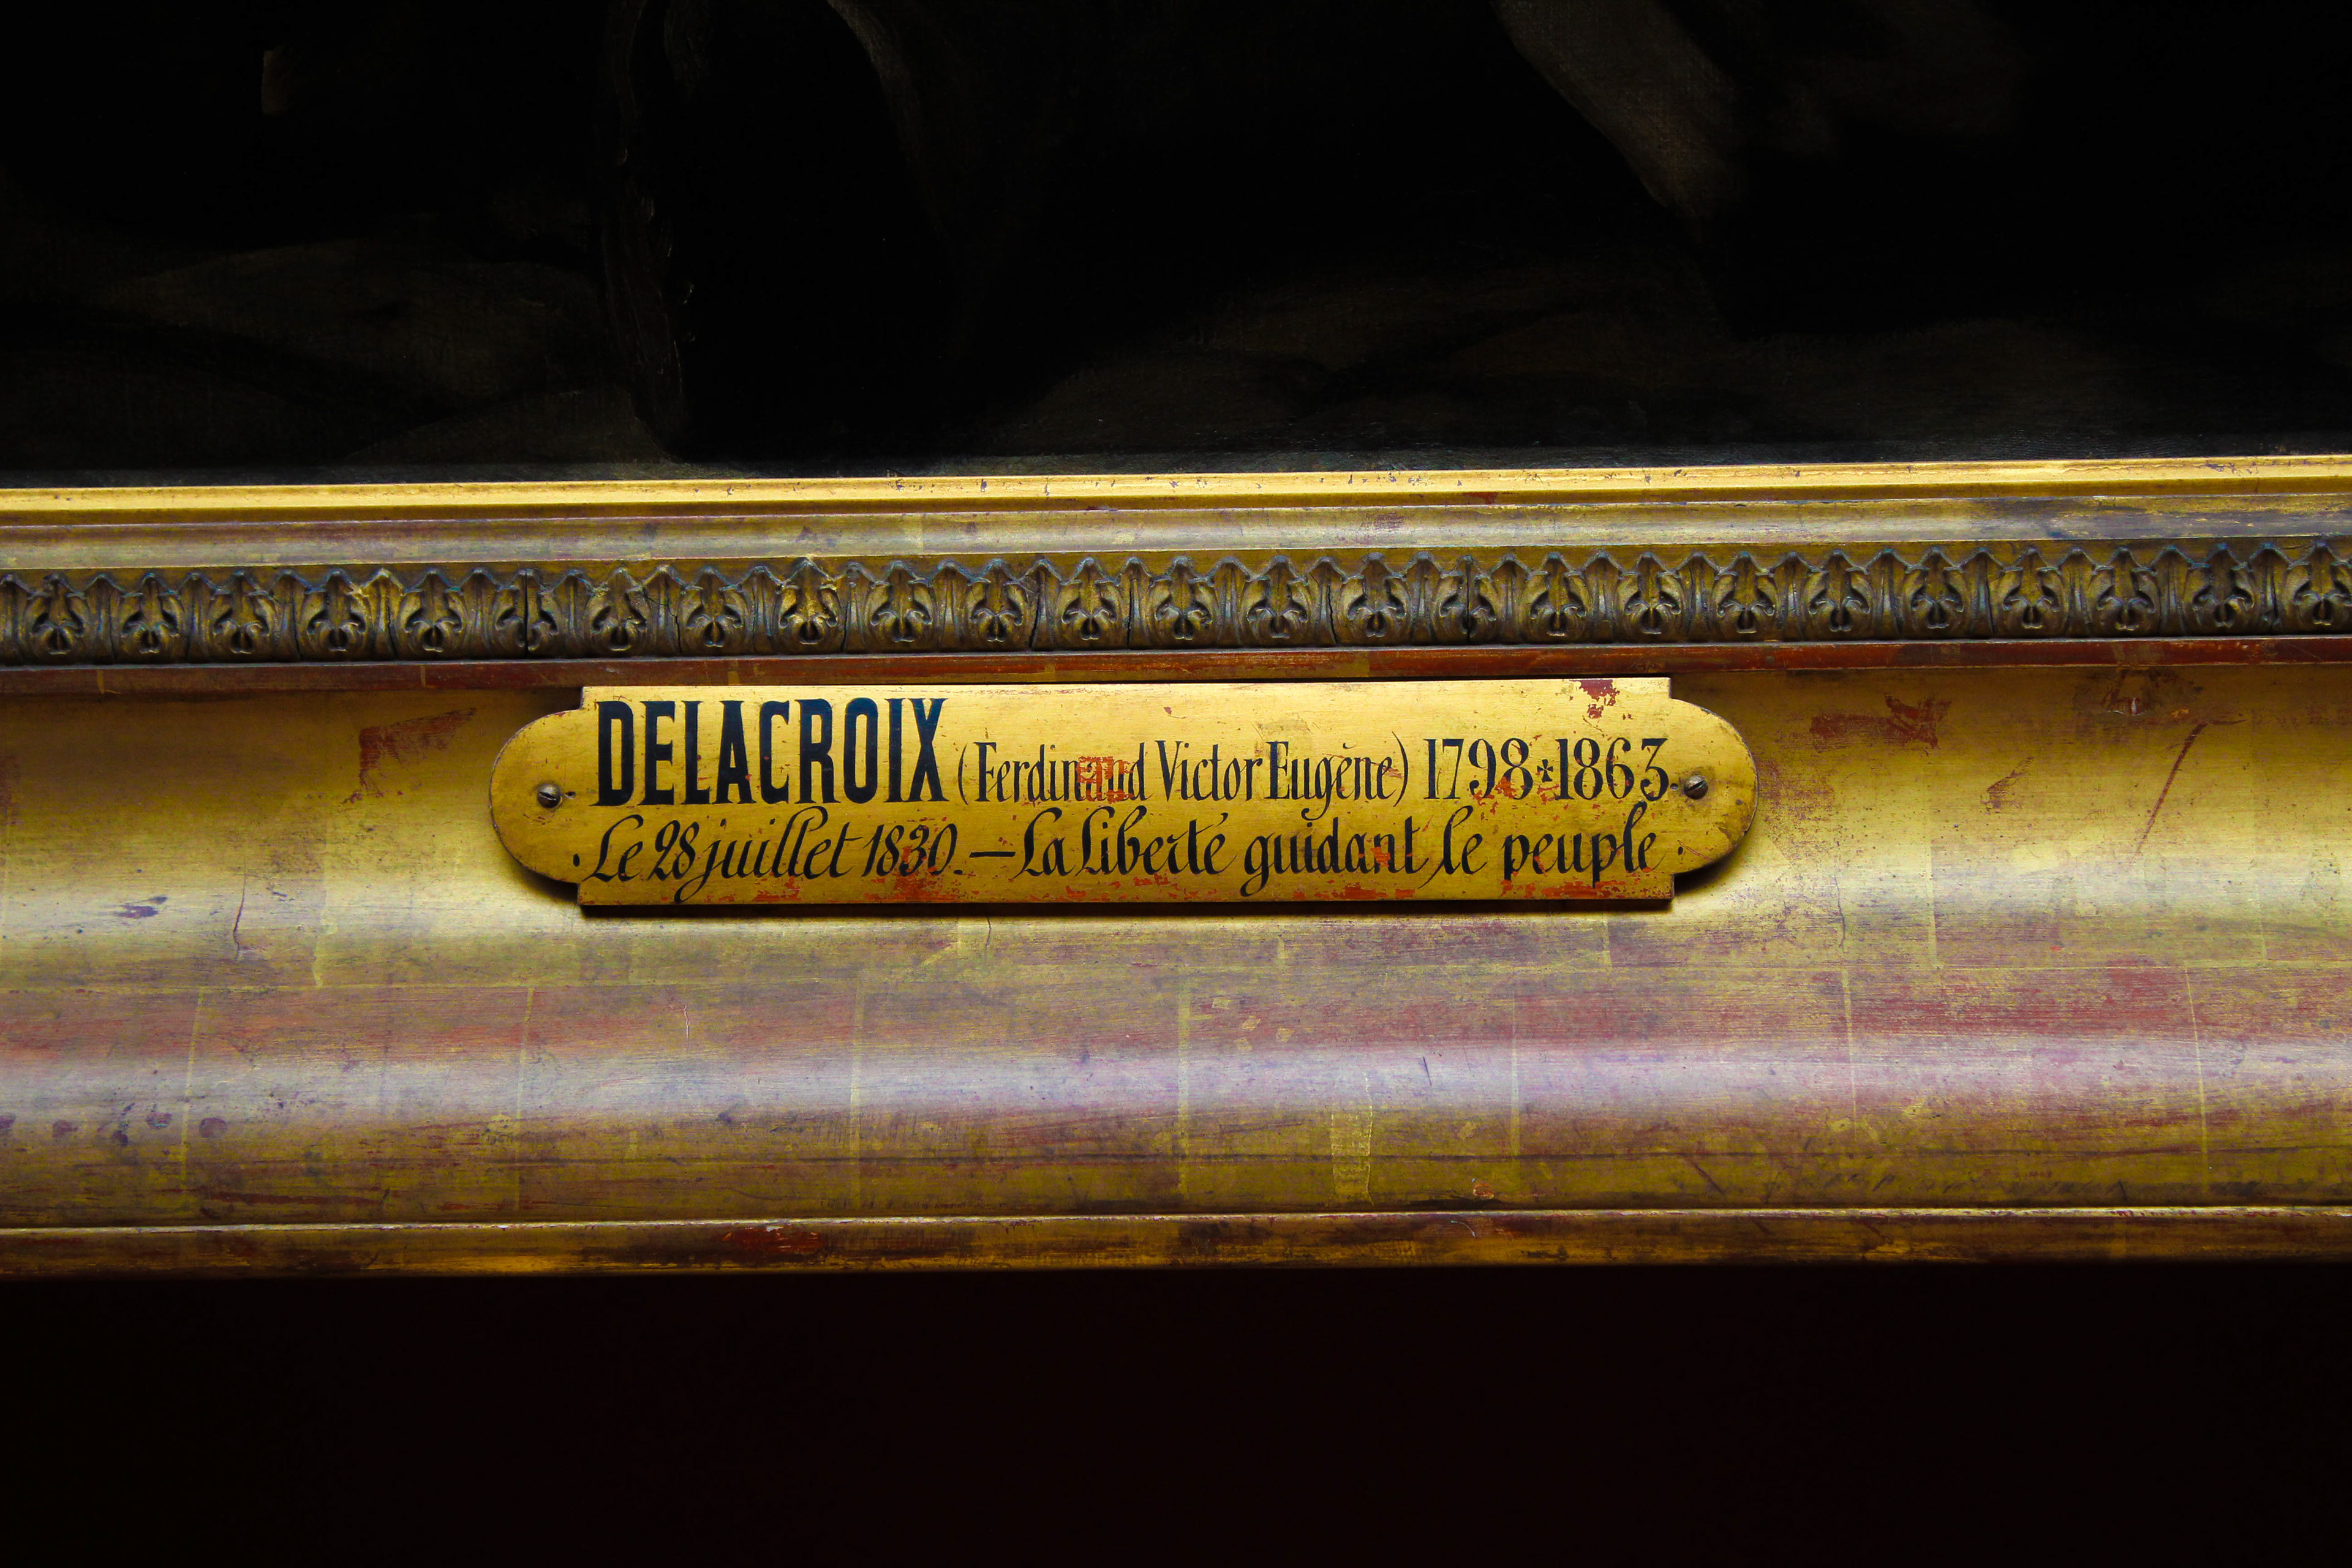 DELACROIX (Ferdinand Victor Eugène) 1798+1863.
Le 28 juillet 1830. — La Liberté guidant le peuple.